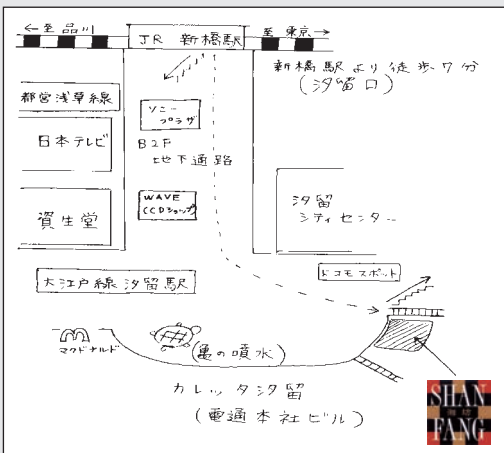 ←至品川
JR 新橋駅
至 東京→
新橋駅より徒歩7分
(汐留口)
都営浅草線
ソニー
プラザ
日本テレビ
B2F
地下通路
WAVE
(CDショップ)
資生堂
汐留
シティセンター
ドコモスポット
大江戸線汐留駅
マクドナルド
(亀の噴水)
カレッタ汐留
(電通本社ビル)
SHAN
FANG